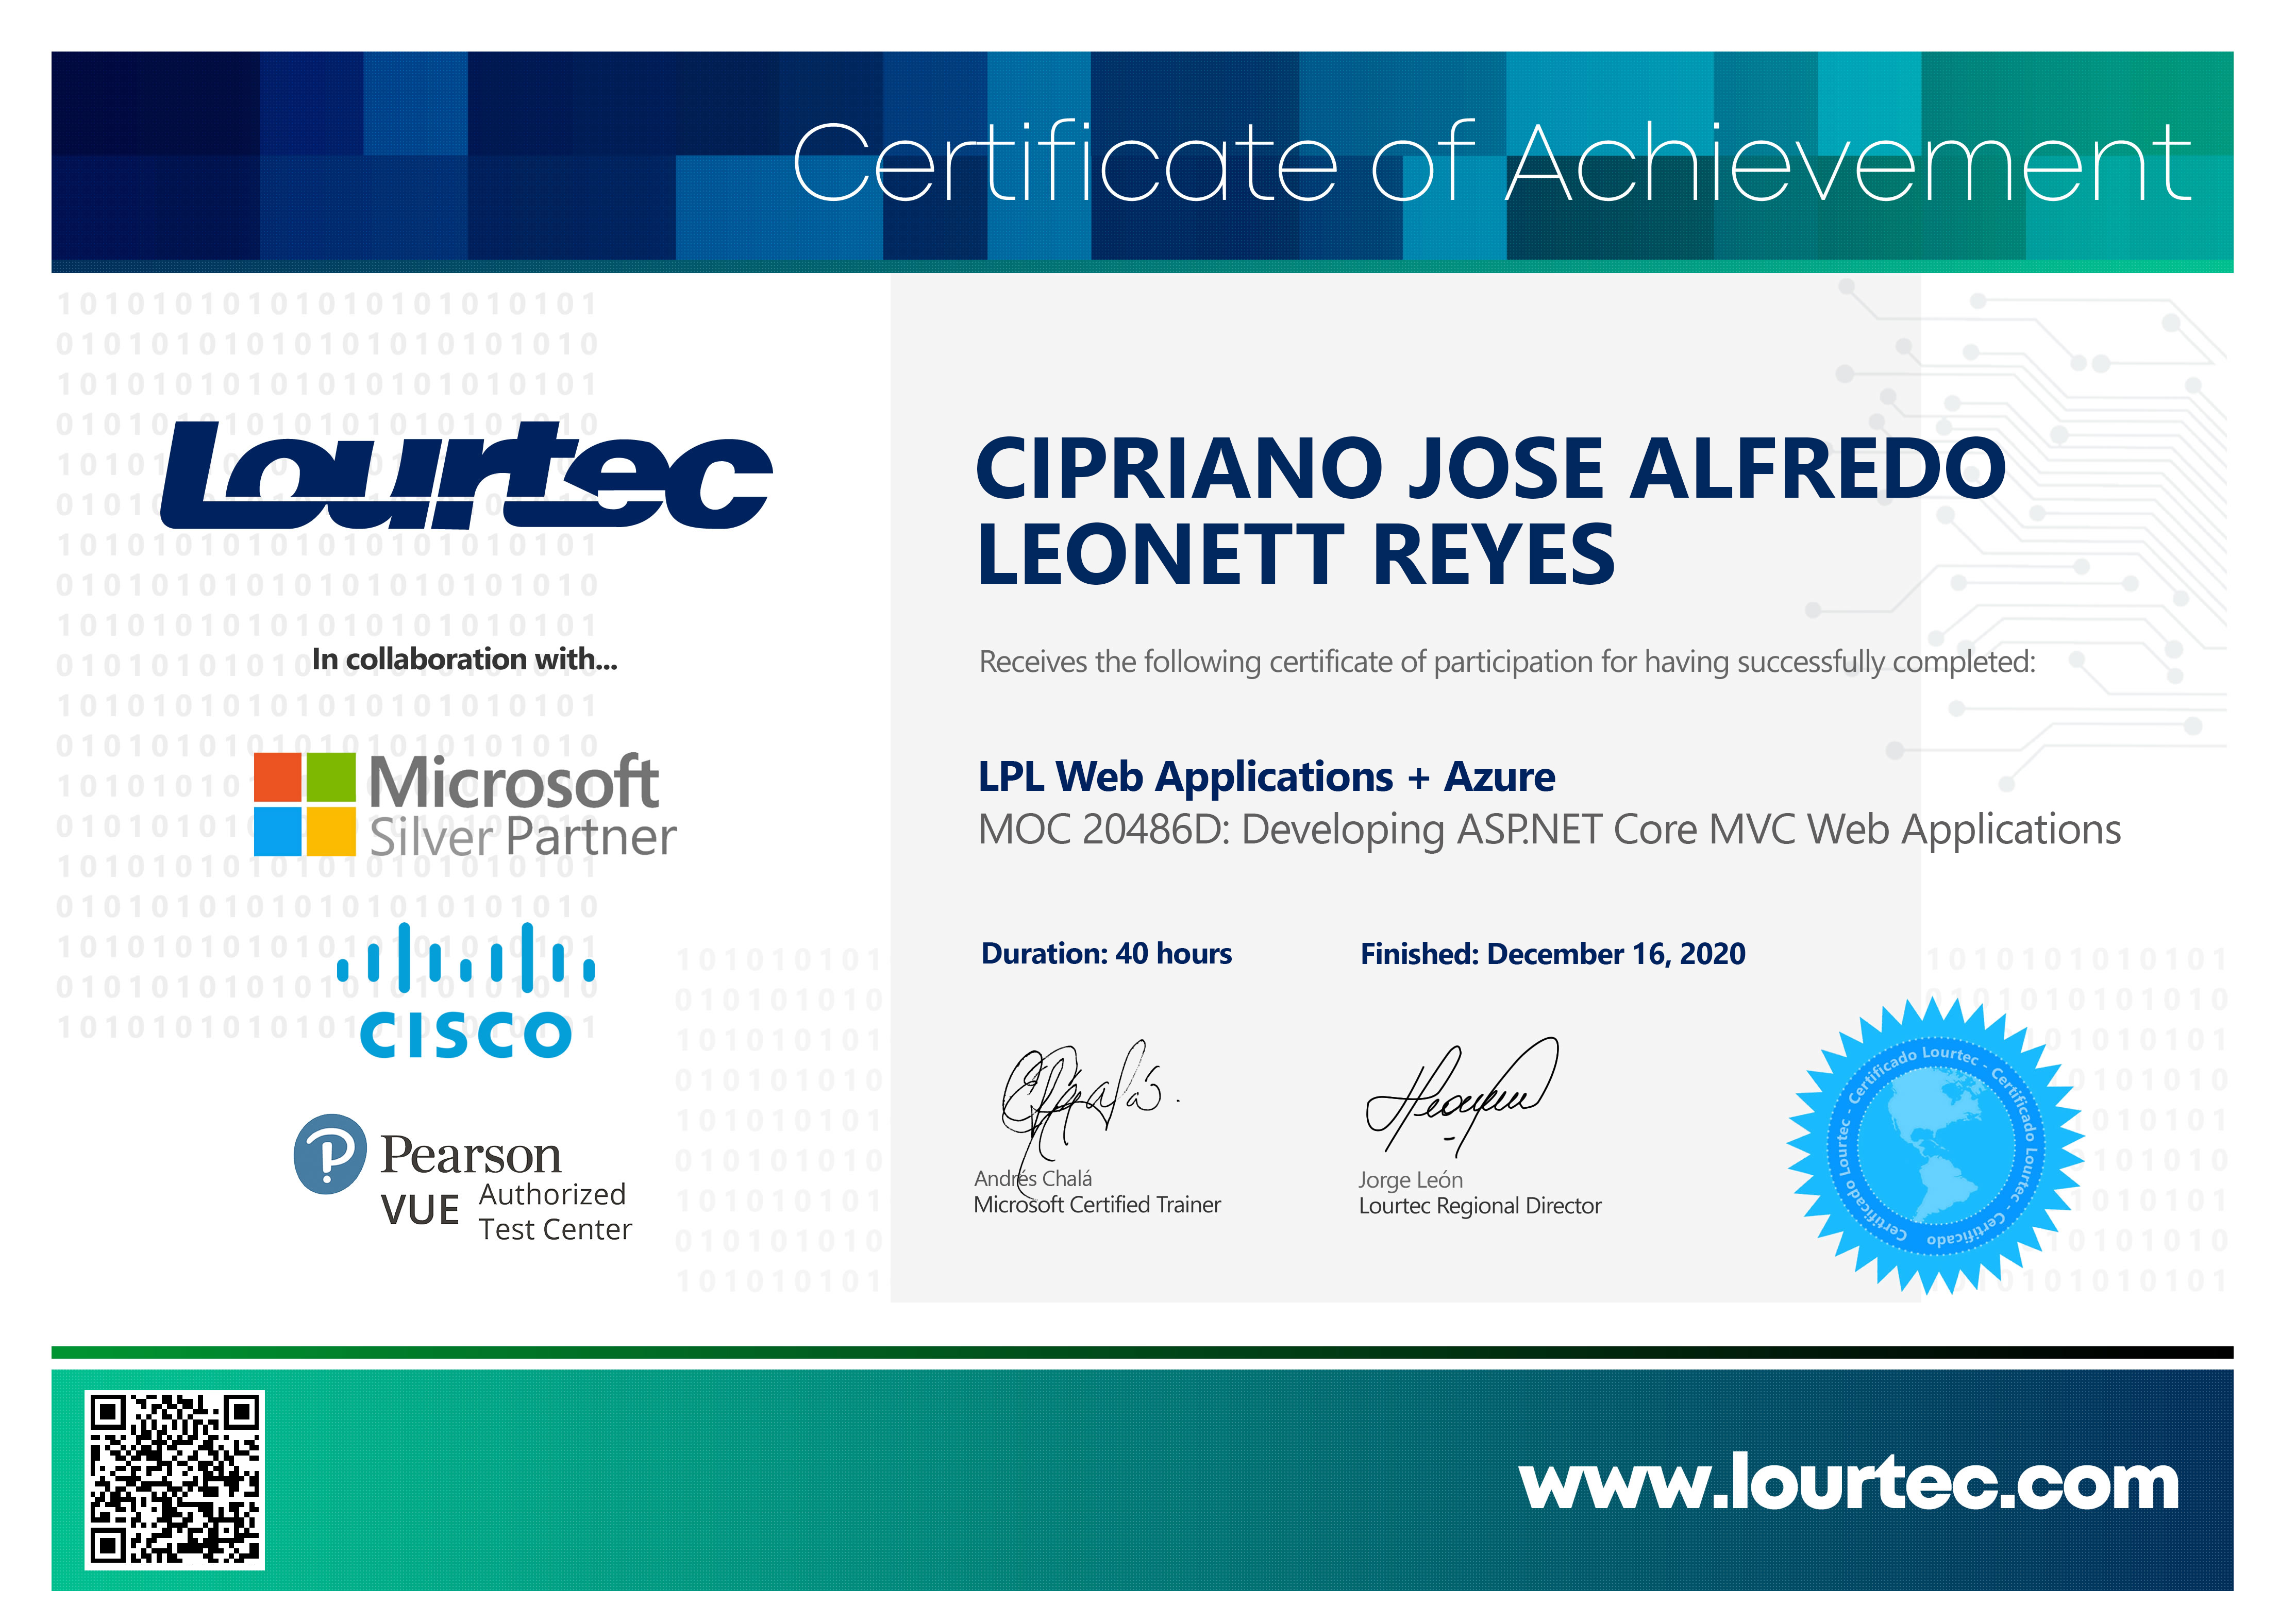 Certificate of Achievement
Lourtec
In collaboration with...
Microsoft
Silver Partner
CISCO
Pearson
VUE Authorized
Test Center
CIPRIANO JOSE ALFREDO
LEONETT REYES
Receives the following certificate of participation for having successfully completed:
LPL Web Applications + Azure
MOC 20486D: Developing ASP.NET Core MVC Web Applications
Duration: 40 hours
Finished: December 16, 2020
Andrés Chalá
Microsoft Certified Trainer
Jorge León
Lourtec Regional Director
Certificado Lourtec - Certificado Lourtec - Certificado Lourtec - Certificado
www.lourtec.com